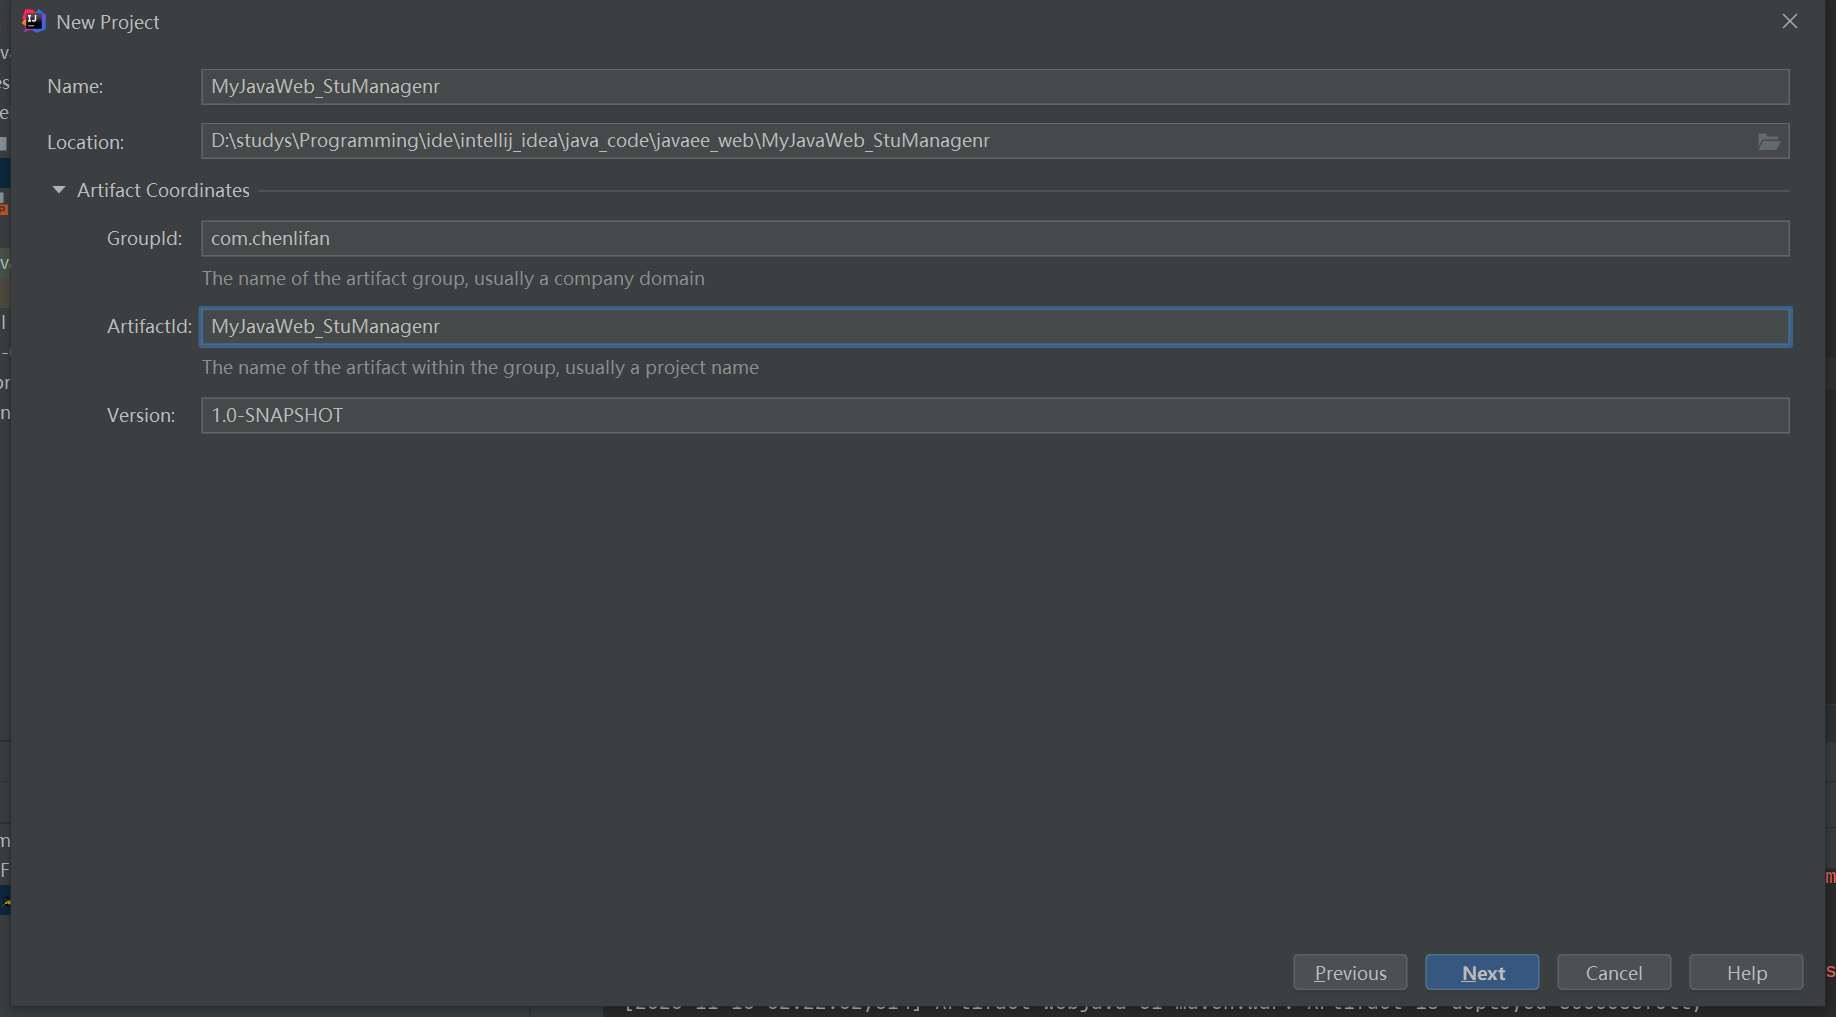 New Project
Name: MyJavaWeb_StuManagenr
Location: D:\studys\Programming\ide\intellij_idea\java_code\javaee_web\MyJavaWeb_StuManagenr
Artifact Coordinates
GroupId: com.chenlifan
The name of the artifact group, usually a company domain
ArtifactId: MyJavaWeb_StuManagenr
The name of the artifact within the group, usually a project name
Version: 1.0-SNAPSHOT
Previous Next Cancel Help